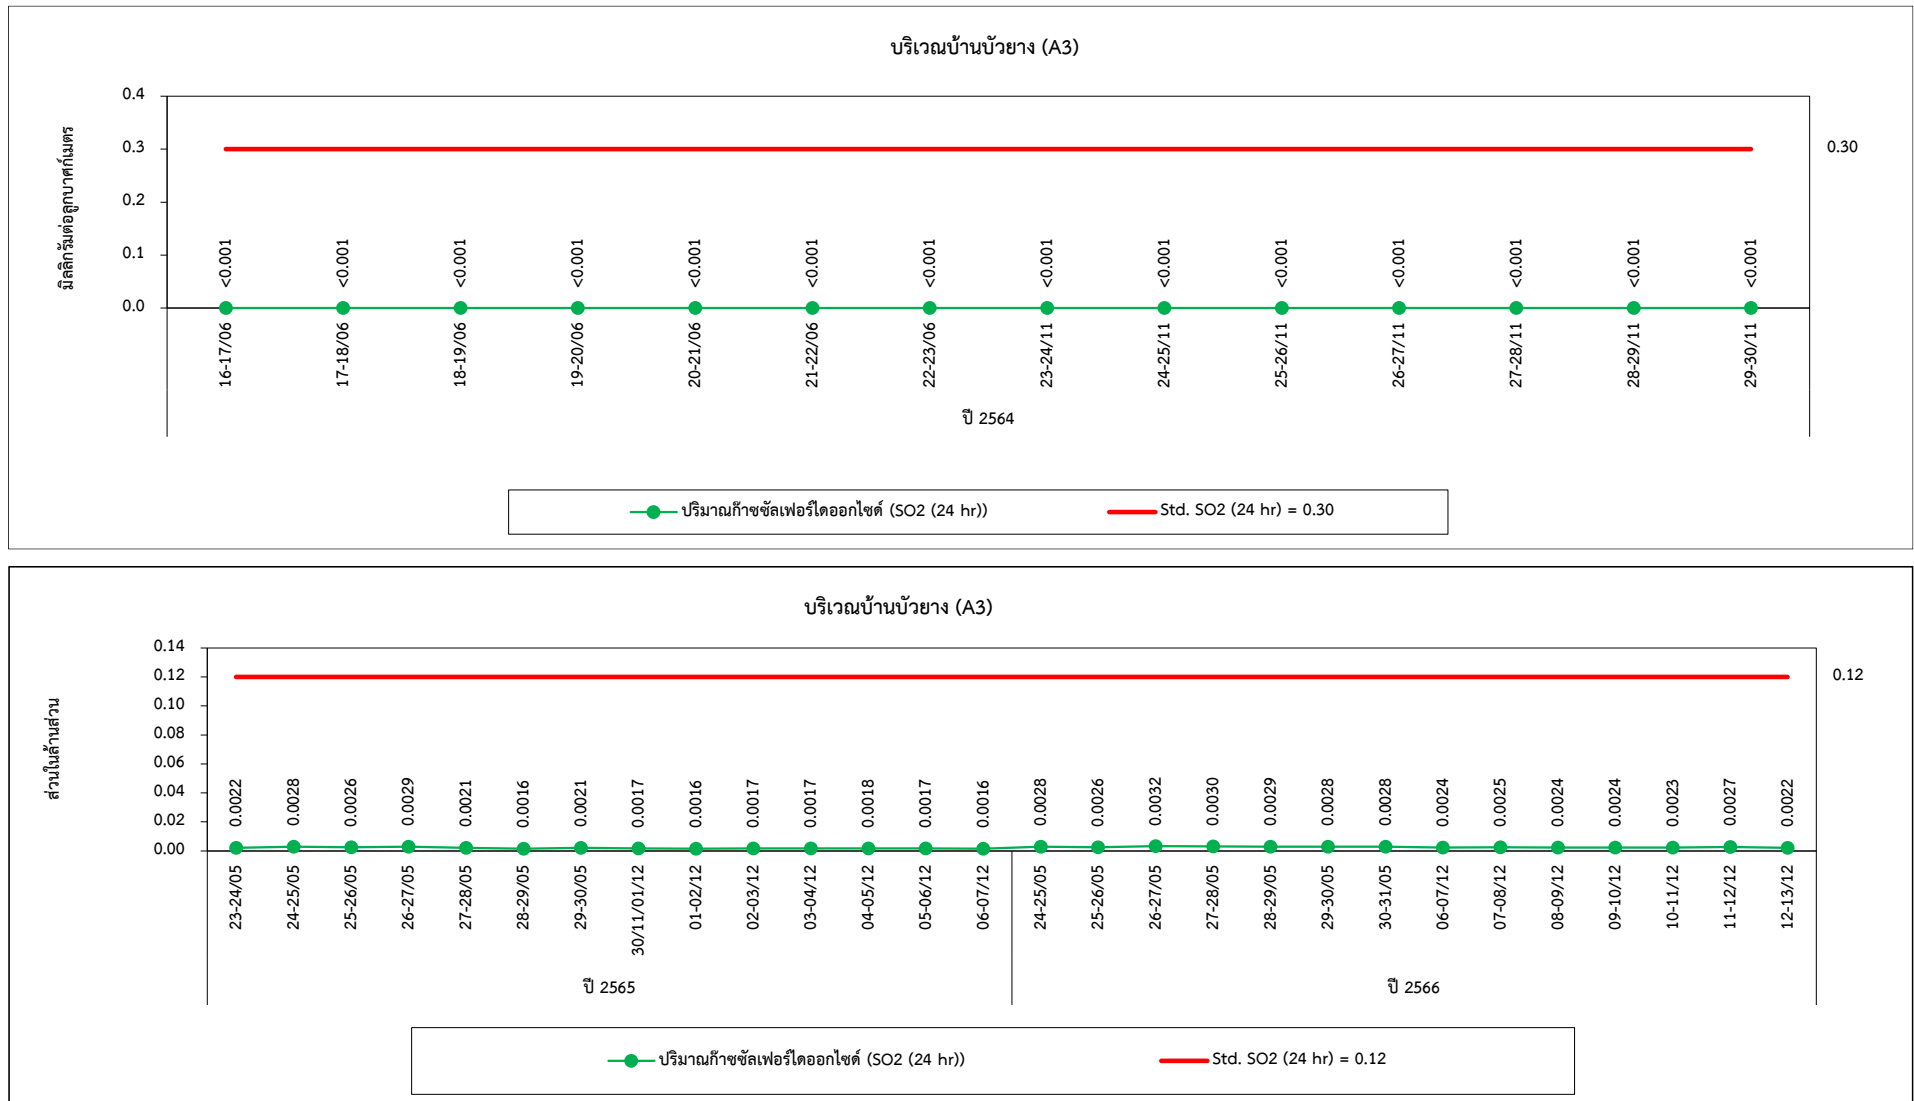 บริเวณบ้านบัวยาง (A3)
มิลลิกรัมต่อลูกบาศก์เมตร
0.4
0.3
0.2
0.1
0.0
0.30
<0.001 <0.001 <0.001 <0.001 <0.001 <0.001 <0.001 <0.001 <0.001 <0.001 <0.001 <0.001 <0.001 <0.001
16-17/06 17-18/06 18-19/06 19-20/06 20-21/06 21-22/06 22-23/06 23-24/11 24-25/11 25-26/11 26-27/11 27-28/11 28-29/11 29-30/11
ปี 2564
ปริมาณก๊าซซัลเฟอร์ไดออกไซด์ (SO2 (24 hr)) Std. SO2 (24 hr) = 0.30
บริเวณบ้านบัวยาง (A3)
ส่วนในล้านส่วน
0.14
0.12
0.10
0.08
0.06
0.04
0.02
0.00
0.12
0.0022 0.0028 0.0026 0.0029 0.0021 0.0016 0.0021 0.0017 0.0016 0.0017 0.0017 0.0018 0.0017 0.0016 0.0028 0.0026 0.0032 0.0030 0.0029 0.0028 0.0028 0.0024 0.0025 0.0024 0.0024 0.0023 0.0027 0.0022
23-24/05 24-25/05 25-26/05 26-27/05 27-28/05 28-29/05 29-30/05 30/11/01/12 01-02/12 02-03/12 03-04/12 04-05/12 05-06/12 06-07/12 24-25/05 25-26/05 26-27/05 27-28/05 28-29/05 29-30/05 30-31/05 06-07/12 07-08/12 08-09/12 09-10/12 10-11/12 11-12/12 12-13/12
ปี 2565 ปี 2566
ปริมาณก๊าซซัลเฟอร์ไดออกไซด์ (SO2 (24 hr)) Std. SO2 (24 hr) = 0.12